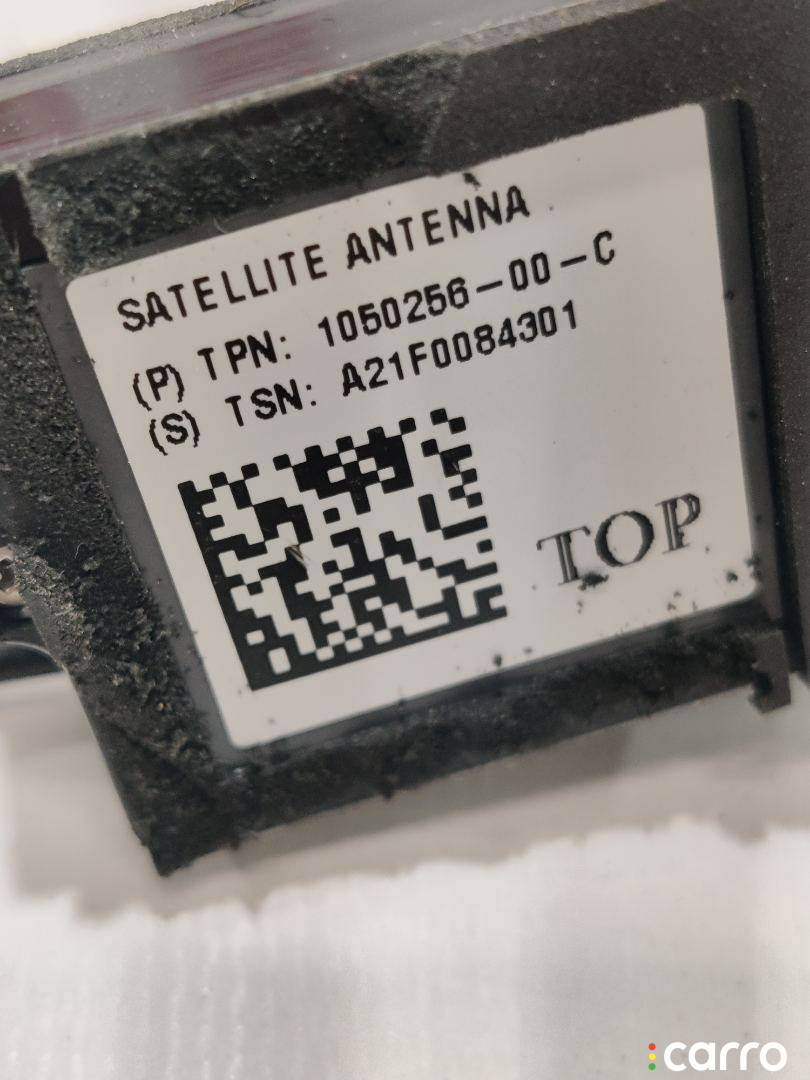 SATELLITE ANTENNA
(P) TPN: 1050256-00-C
(S) TSN: A21F0084301
TOP
carro